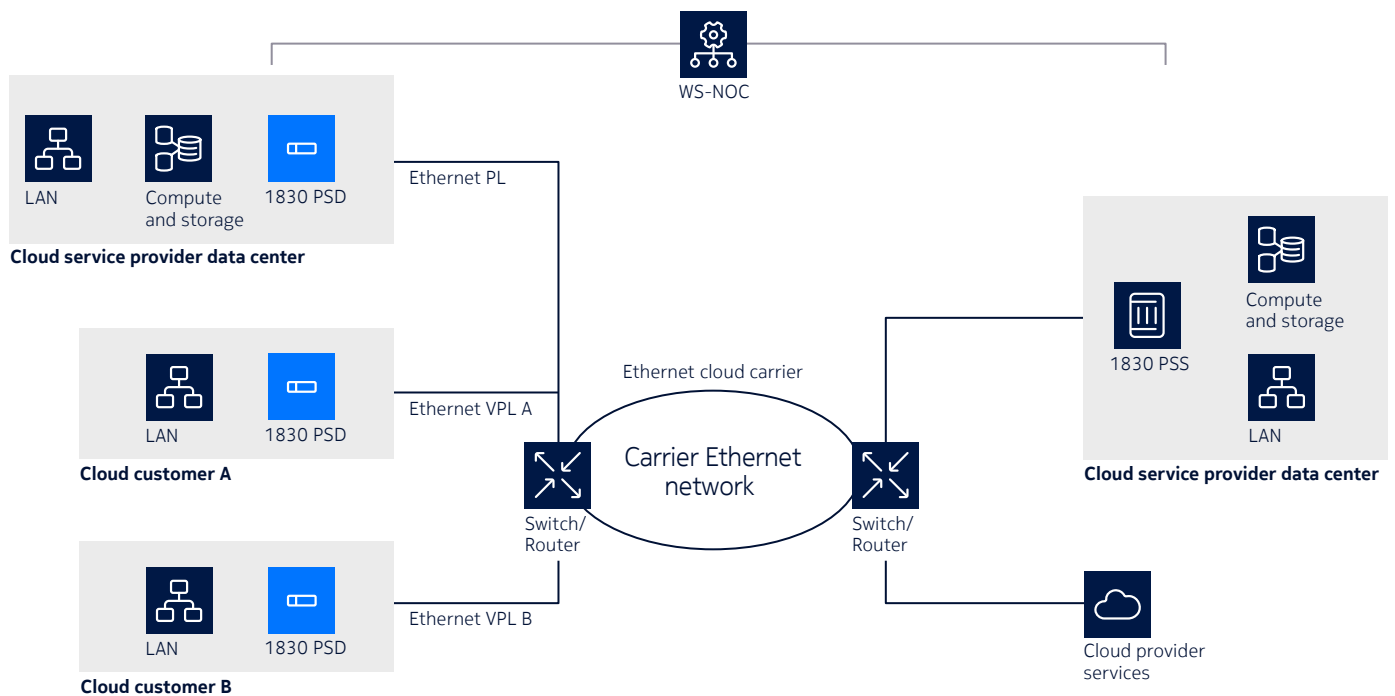 WS-NOC
LAN
Compute
and storage
1830 PSD
Cloud service provider data center
Ethernet PL
LAN
1830 PSD
Cloud customer A
Ethernet VPL A
LAN
1830 PSD
Cloud customer B
Ethernet VPL B
Ethernet cloud carrier
Carrier Ethernet
network
Switch/
Router
Switch/
Router
1830 PSS
Compute
and storage
LAN
Cloud service provider data center
Cloud provider
services